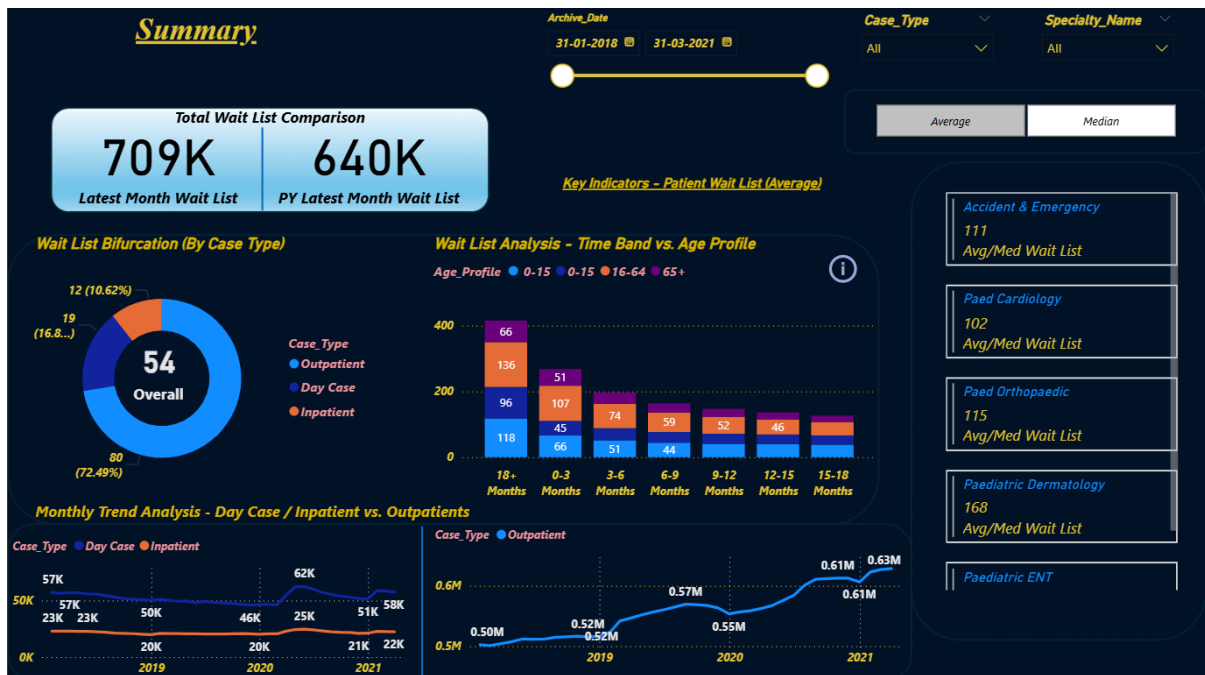 Summary
Archive_Date
31-01-2018
31-03-2021
Case_Type
All
Specialty_Name
All
Average
Median
Total Wait List Comparison
709K
Latest Month Wait List
640K
PY Latest Month Wait List
Key Indicators - Patient Wait List (Average)
Accident & Emergency
111
Avg/Med Wait List
Paed Cardiology
102
Avg/Med Wait List
Paed Orthopaedic
115
Avg/Med Wait List
Paediatric Dermatology
168
Avg/Med Wait List
Paediatric ENT
Wait List Bifurcation (By Case Type)
12 (10.62%)
19
(16.8...)
54
Overall
80
(72.49%)
Case_Type
Outpatient
Day Case
Inpatient
Wait List Analysis - Time Band vs. Age Profile
Age_Profile 0-15 0-15 16-64 65+
400
200
0
66
136
96
118
51
107
45
66
74
51
59
44
52
46
18+
Months
0-3
Months
3-6
Months
6-9
Months
9-12
Months
12-15
Months
15-18
Months
Monthly Trend Analysis - Day Case / Inpatient vs. Outpatients
Case_Type Day Case Inpatient
50K
0K
57K
57K
23K
23K
50K
20K
46K
20K
62K
25K
51K
58K
21K
22K
2019
2020
2021
Case_Type Outpatient
0.6M
0.5M
0.50M
0.52M
0.52M
0.57M
0.55M
0.61M
0.61M
0.63M
2019
2020
2021